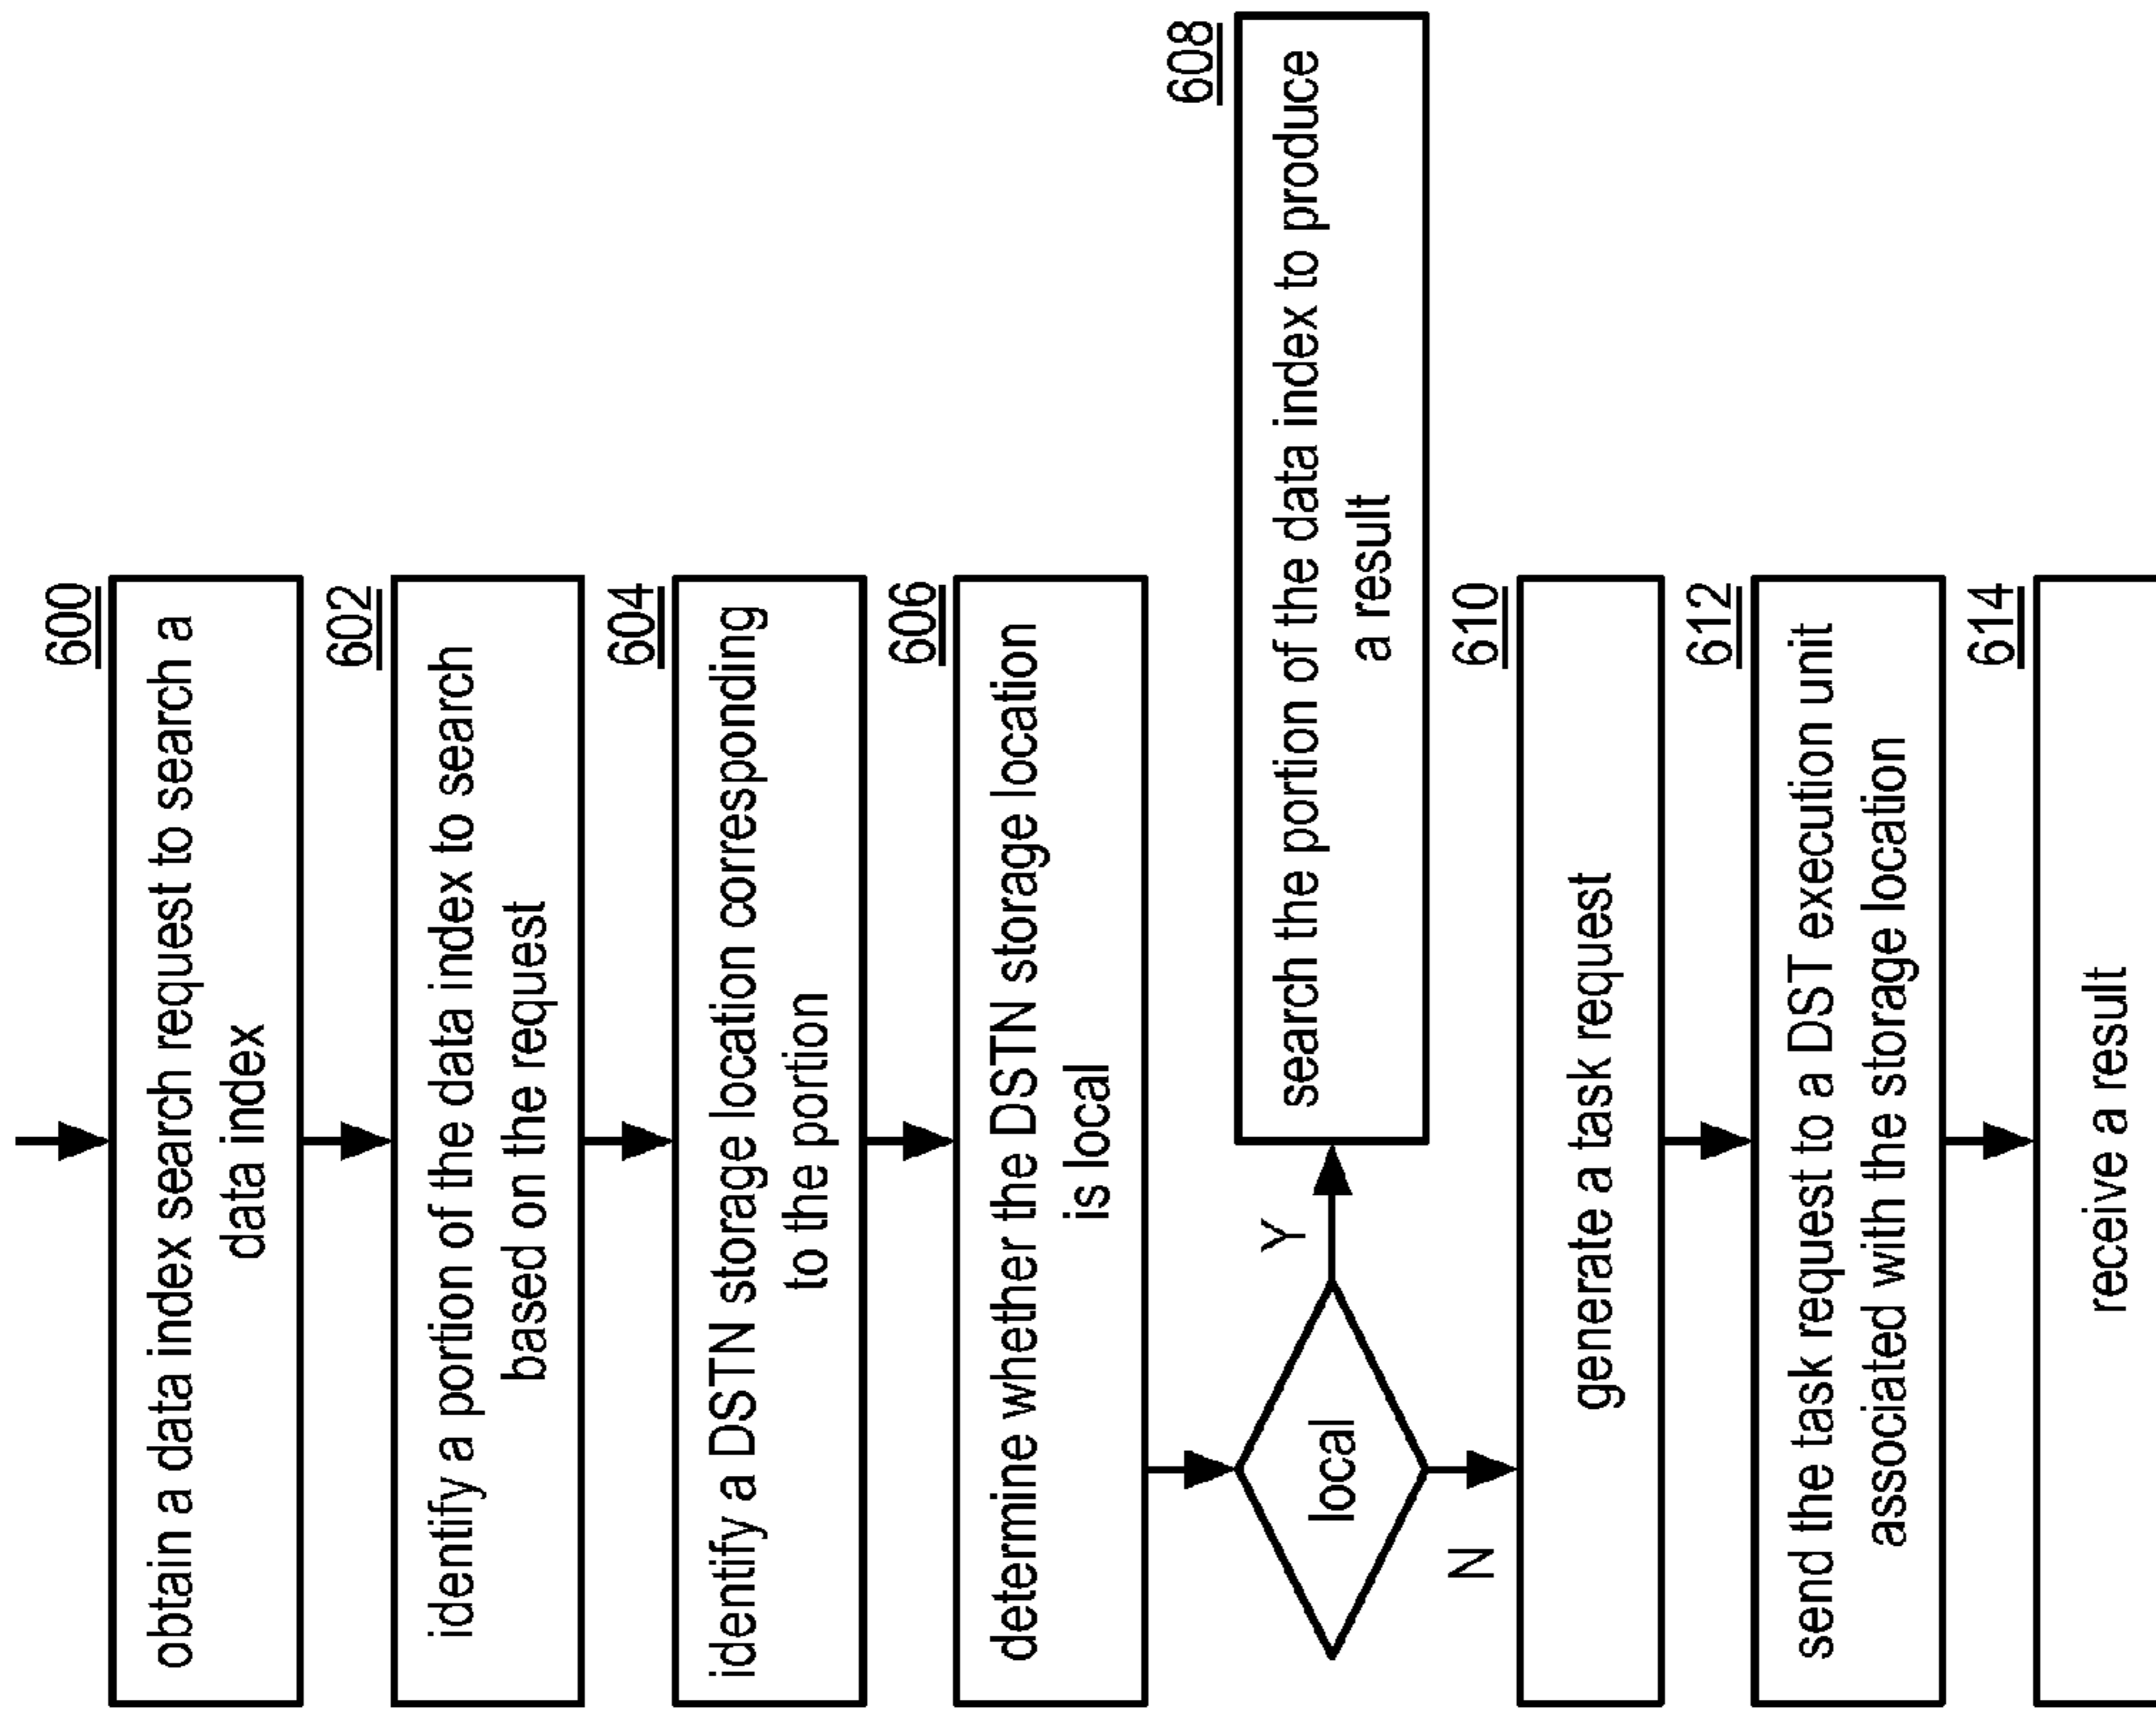 600
obtain a data index search request to search a
data index
602
identify a portion of the data index to search
based on the request
604
identify a DSTN storage location corresponding
to the portion
606
determine whether the DSTN storage location
is local
local
Y
608
search the portion of the data index to produce
a result
N
610
generate a task request
612
send the task request to a DST execution unit
associated with the storage location
614
receive a result